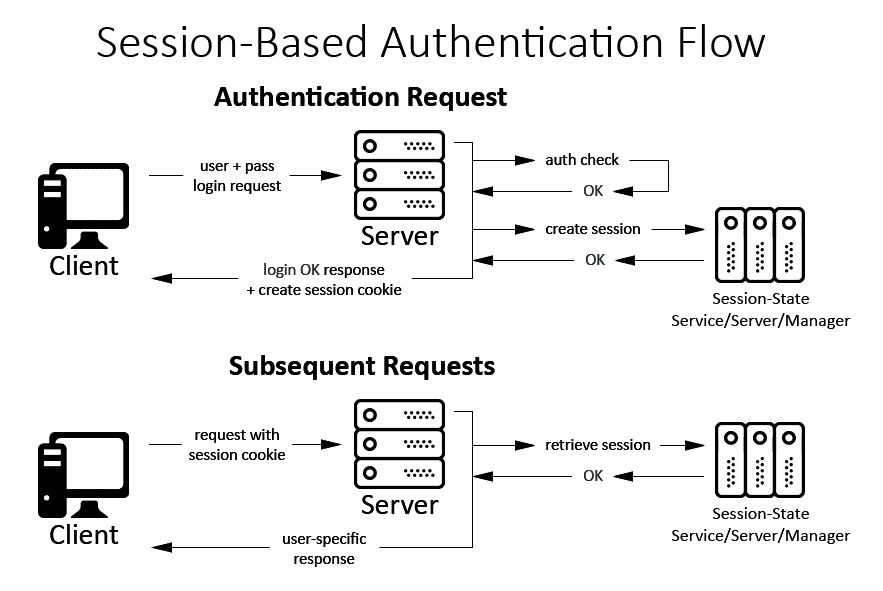 Session-Based Authentication Flow
Authentication Request
user + pass
login request
auth check
OK
Server
create session
Client
OK
login OK response
+ create session cookie
Session-State
Service/Server/Manager
Subsequent Requests
request with
session cookie
retrieve session
OK
Server
Session-State
Service/Server/Manager
Client
user-specific
response